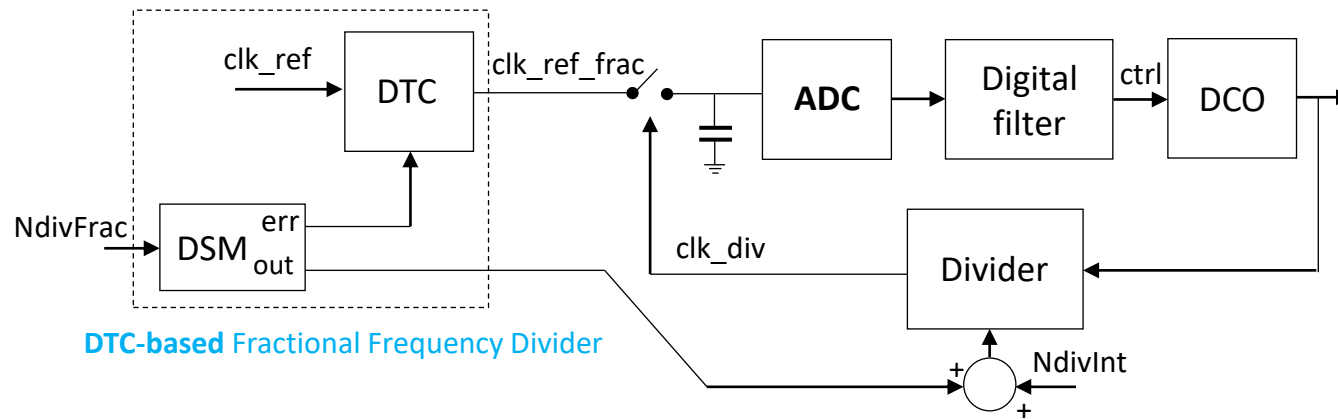 clk_ref
DTC
clk_ref_frac
ADC
Digital
filter
ctrl
DCO
NdivFrac
DSM
err
out
clk_div
Divider
DTC-based Fractional Frequency Divider
+
NdivInt
+